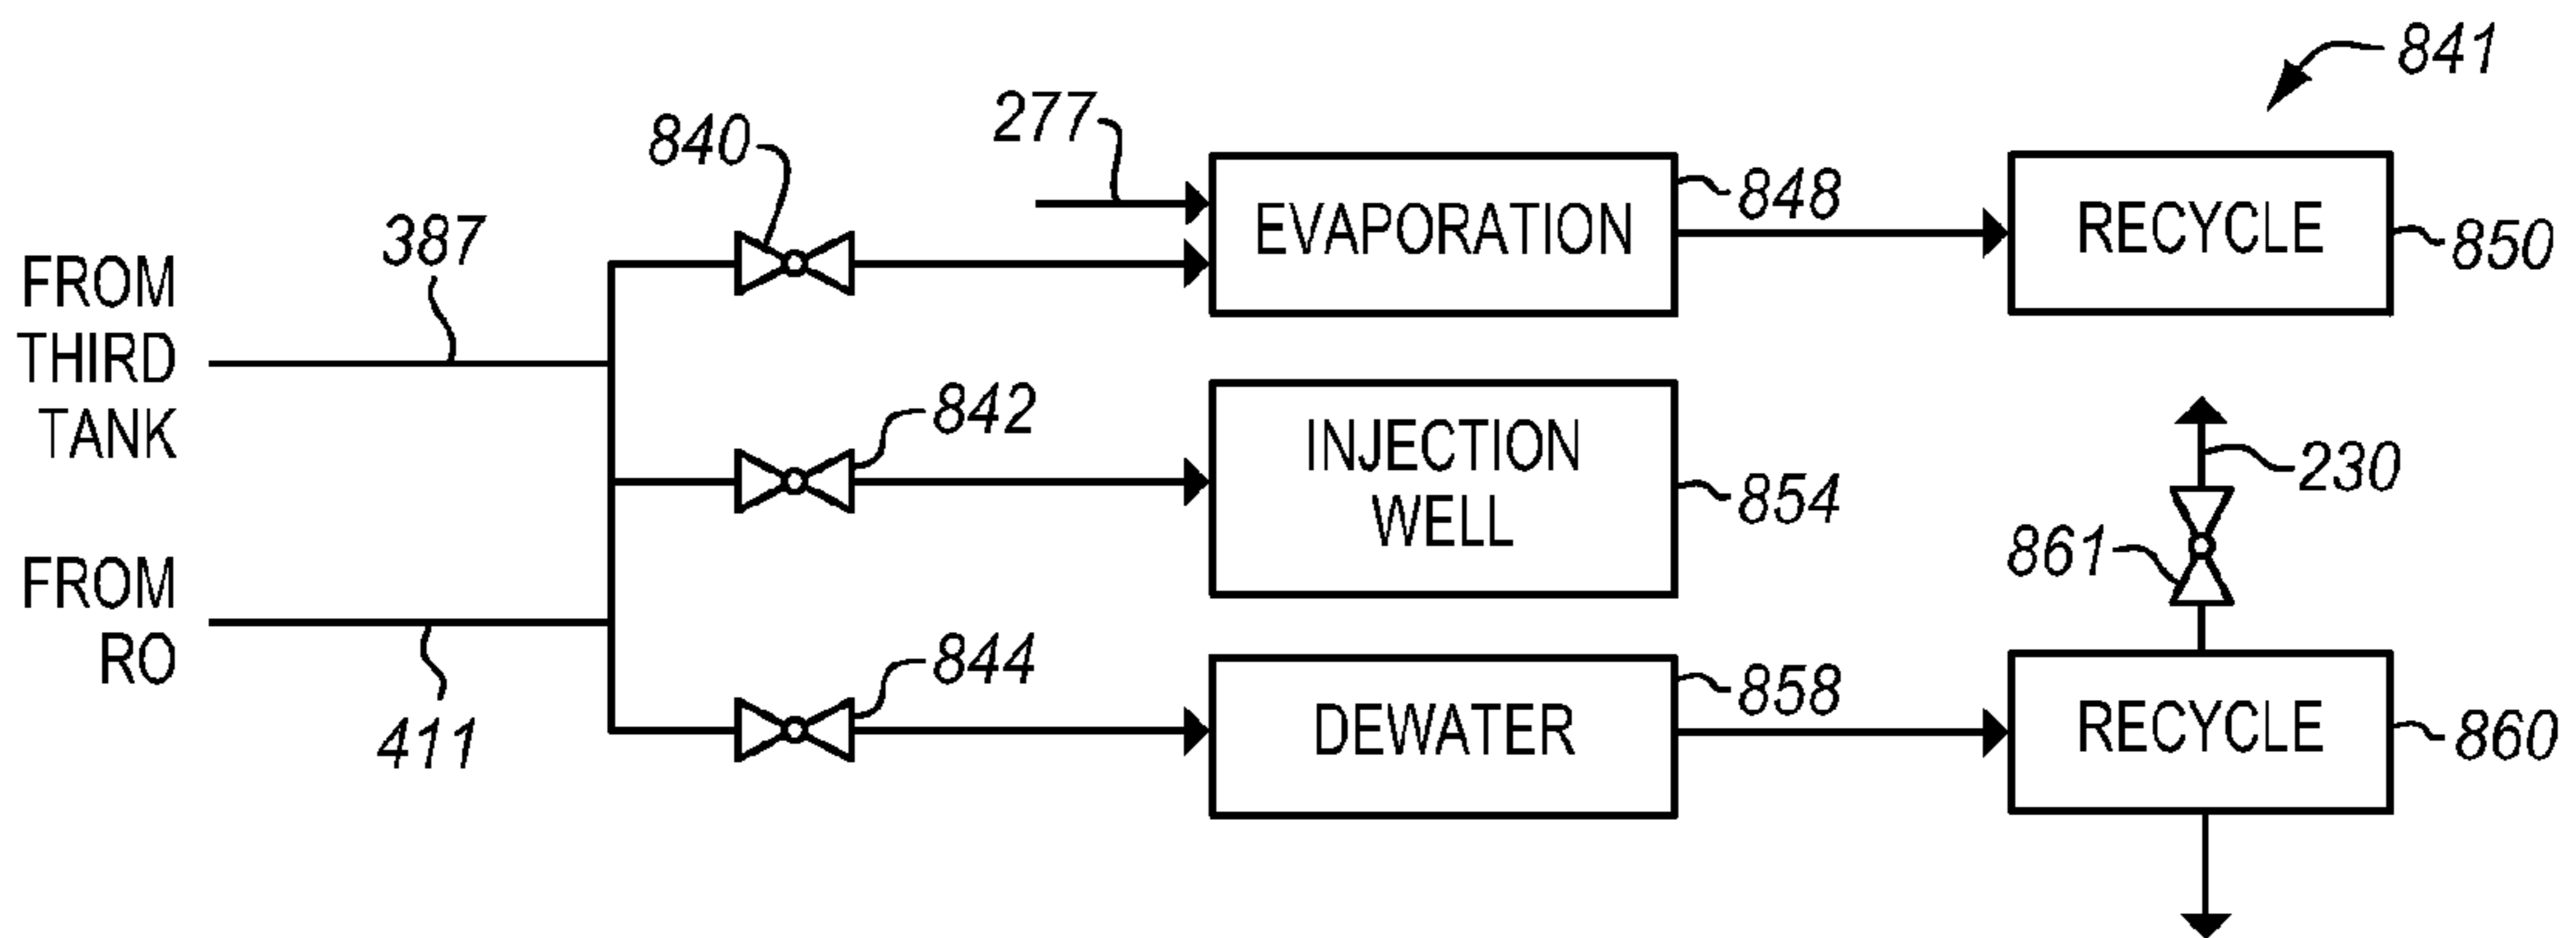 841
277
840
EVAPORATION
848
RECYCLE
850
387
FROM
THIRD
TANK
842
INJECTION
WELL
854
230
861
FROM
RO
411
844
DEWATER
858
RECYCLE
860